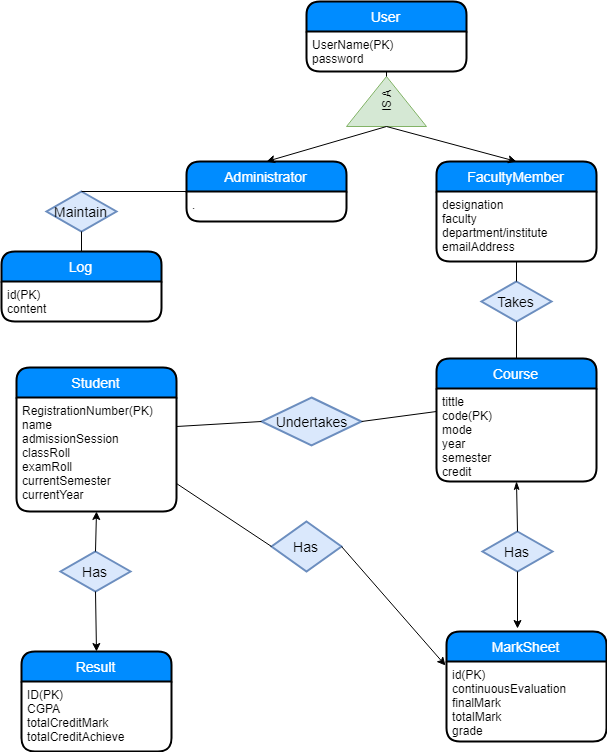 User
UserName(PK)
password
IS A
Administrator
.
FacultyMember
designation
faculty
department/institute
emailAddress
Maintain
Log
id(PK)
content
Takes
Student
RegistrationNumber(PK)
name
admissionSession
classRoll
examRoll
currentSemester
currentYear
Undertakes
Course
tittle
code(PK)
mode
year
semester
credit
Has
Has
Has
Result
ID(PK)
CGPA
totalCreditMark
totalCreditAchieve
MarkSheet
id(PK)
continuousEvaluation
finalMark
totalMark
grade